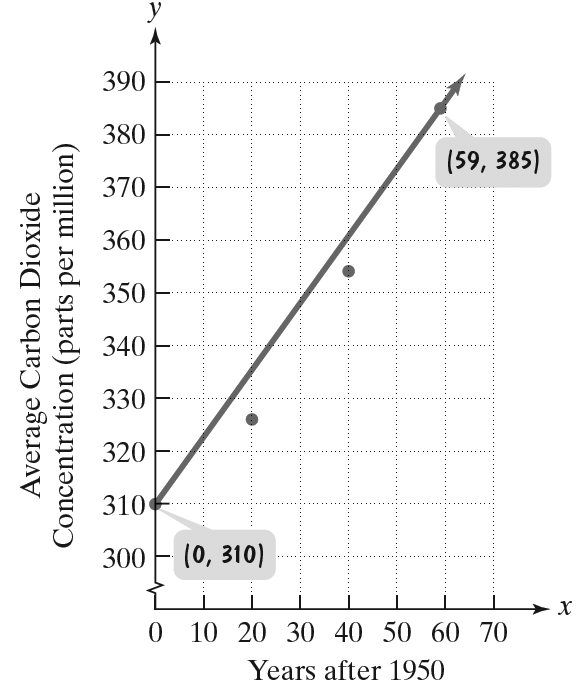 y
390
380
370
360
350
340
330
320
310
300
Average Carbon Dioxide
Concentration (parts per million)
(59, 385)
(0, 310)
0 10 20 30 40 50 60 70
x
Years after 1950